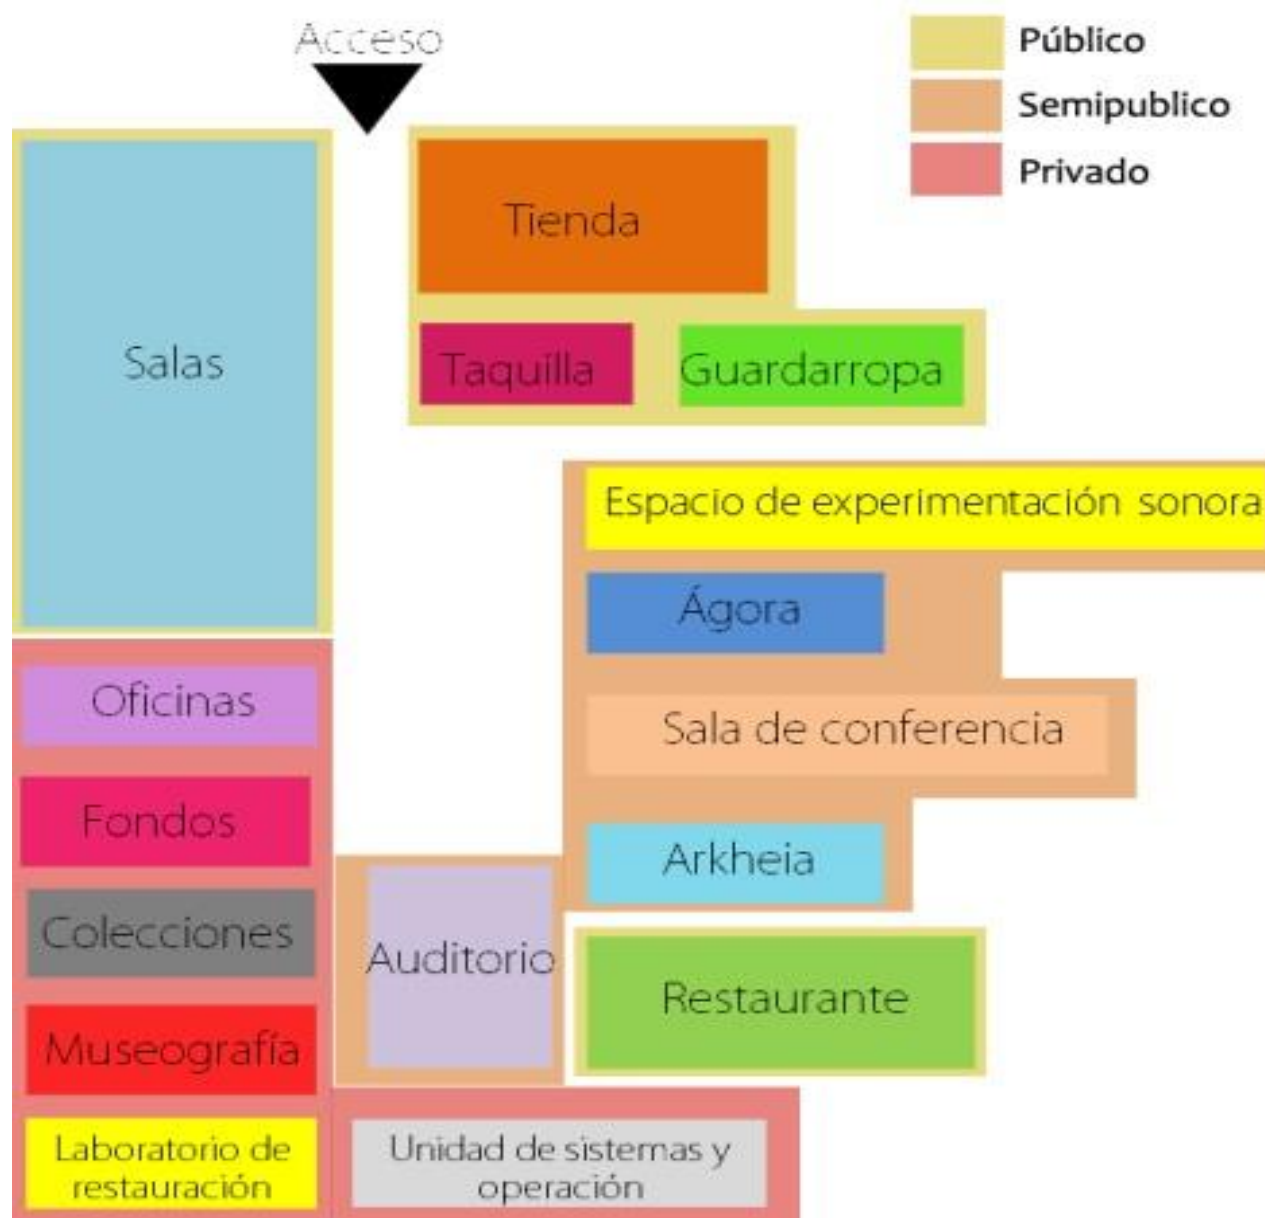 Acceso
Público
Semipublico
Privado
Tienda
Salas
Taquilla
Guardarropa
Espacio de experimentación sonora
Ágora
Oficinas
Sala de conferencia
Fondos
Arkheia
Colecciones
Auditorio
Restaurante
Museografía
Laboratorio de
restauración
Unidad de sistemas y
operación